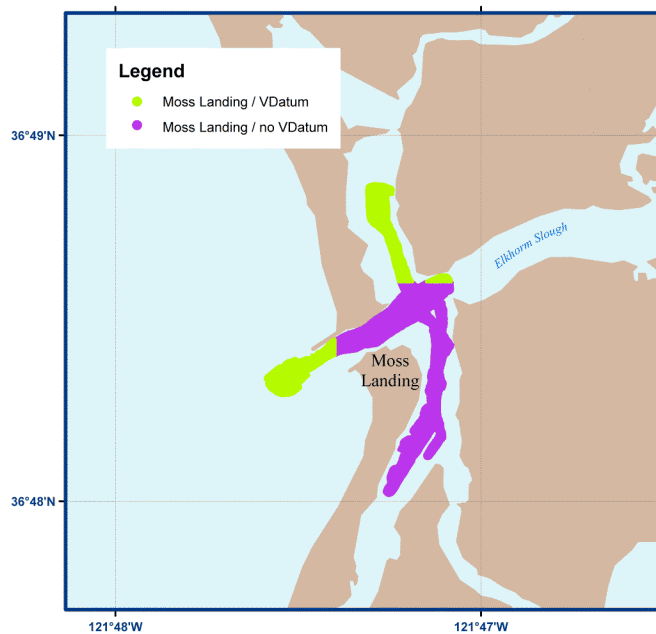 Legend
Moss Landing / VDatum
Moss Landing / no VDatum
36°49'N
Elkhorm Slough
Moss
Landing
36°48'N
121°48'W
121°47'W